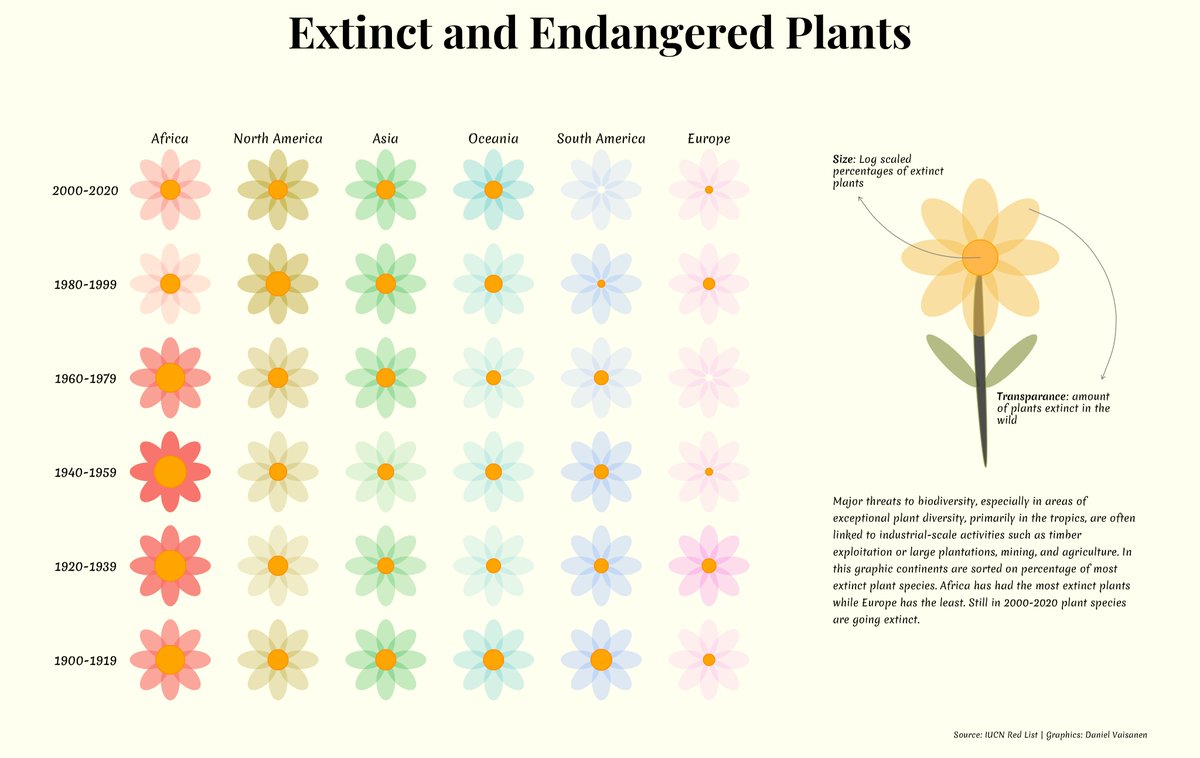 Extinct and Endangered Plants
Africa North America Asia Oceania South America Europe
2000-2020
1980-1999
1960-1979
1940-1959
1920-1939
1900-1919
Size: Log scaled
percentages of extinct
plants
Transparance: amount
of plants extinct in the
wild
Major threats to biodiversity, especially in areas of
exceptional plant diversity, primarily in the tropics, are often
linked to industrial-scale activities such as timber
exploitation or large plantations, mining, and agriculture. In
this graphic continents are sorted on percentage of most
extinct plant species. Africa has had the most extinct plants
while Europe has the least. Still in 2000-2020 plant species
are going extinct.
Source: IUCN Red List | Graphics: Daniel Vaisanen